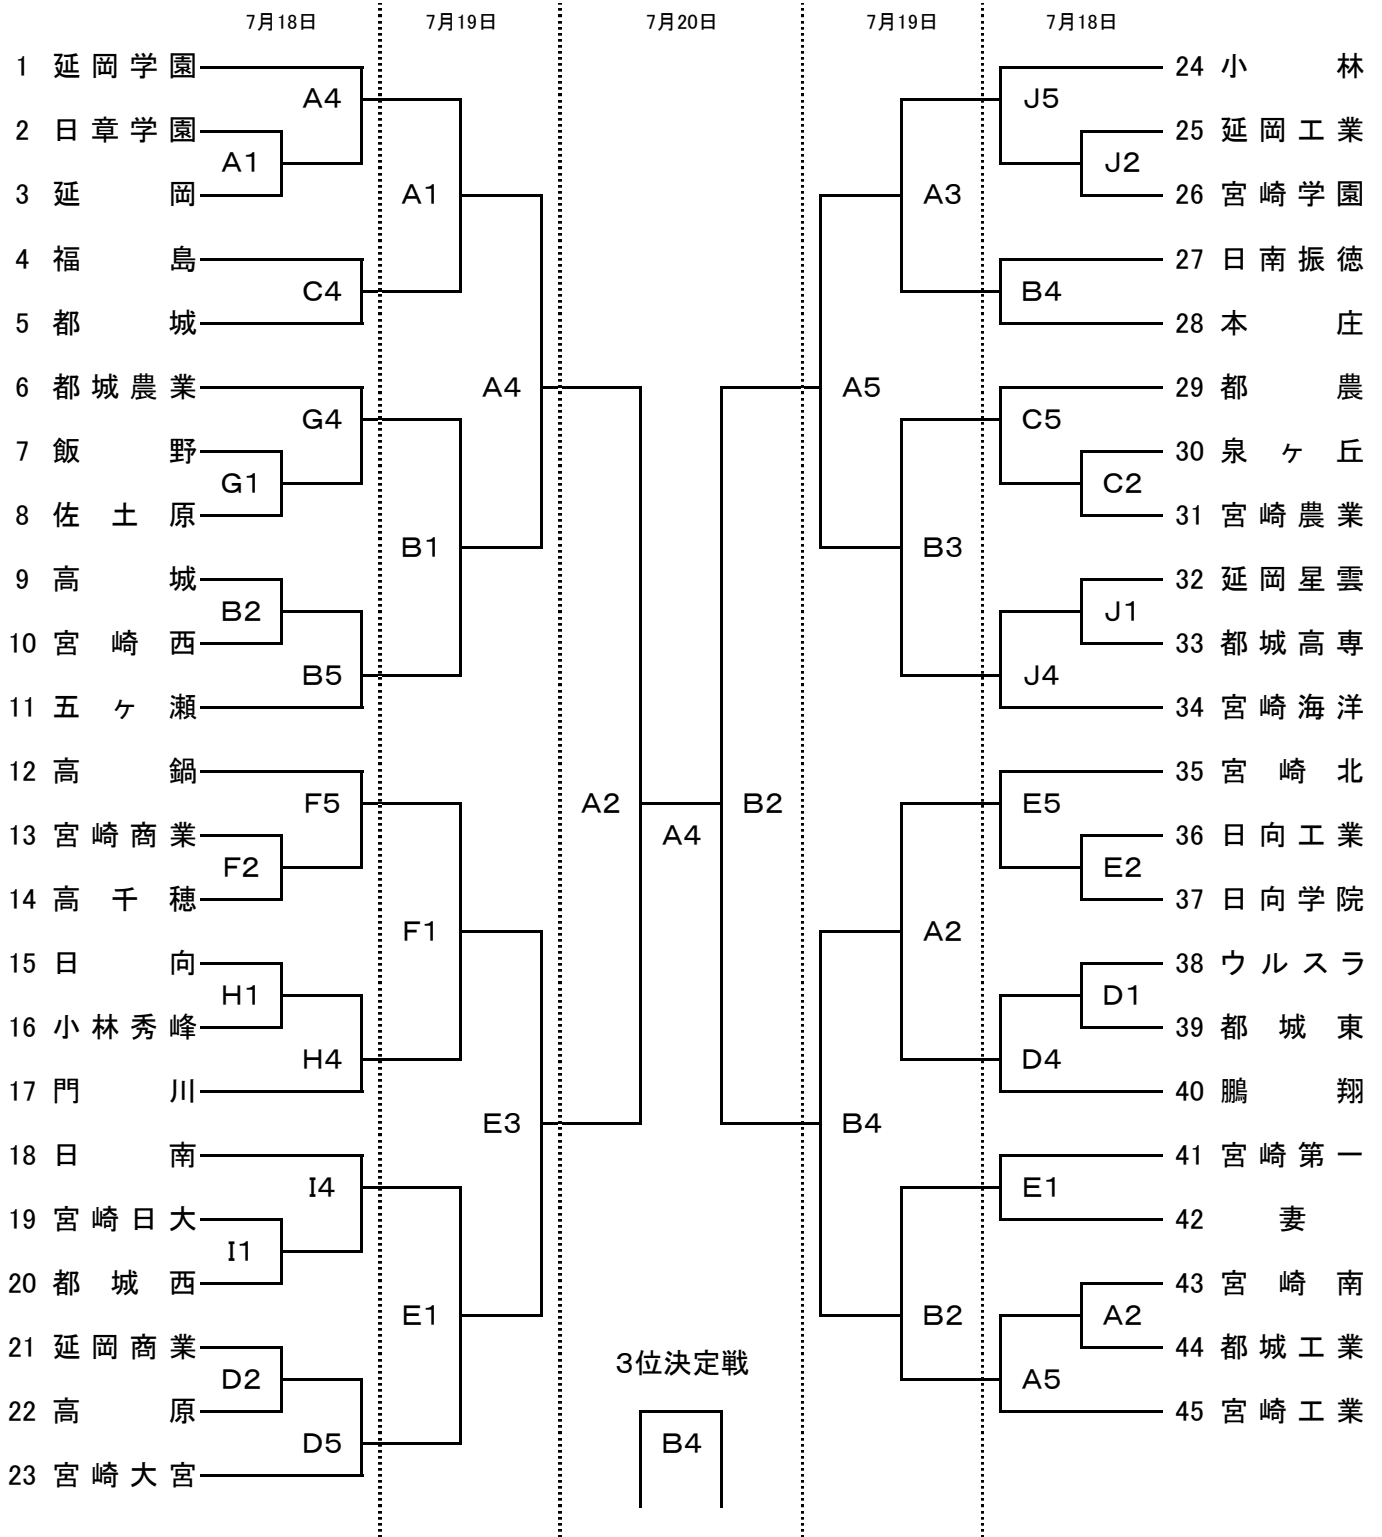 7月18日 7月19日 7月20日 7月19日 7月18日
1 延岡学園 24 小林
A4 J5
2 日章学園 25 延岡工業
A1 J2
3 延岡 A1 A3 26 宮崎学園
4 福島 27 日南振徳
C4 B4
5 都城 28 本庄
6 都城農業 A4 A5 29 都農
G4 C5
7 飯野 30 泉ヶ丘
G1 C2
8 佐土原 31 宮崎農業
B1 B3
9 高城 32 延岡星雲
B2 J1
10 宮崎西 33 都城高専
B5 J4
11 五ヶ瀬 34 宮崎海洋
12 高鍋 35 宮崎北
F5 A2 B2 E5
13 宮崎商業 A4 36 日向工業
F2 E2
14 高千穂 37 日向学院
F1 A2
15 日向 38 ウルスラ
H1 D1
16 小林秀峰 39 都城東
H4 D4
17 門川 40 鵬翔
E3 B4
18 日南 41 宮崎第一
I4 E1
19 宮崎日大 42 妻
I1
20 都城西 43 宮崎南
E1 B2 A2
21 延岡商業 3位決定戦 44 都城工業
D2 A5
22 高原 45 宮崎工業
D5 B4
23 宮崎大宮